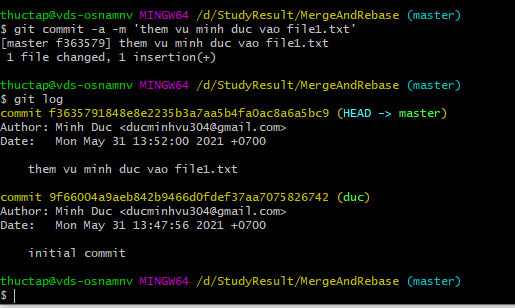 thuctap@vds-osnamnv MINGW64 /d/StudyResult/MergeAndRebase (master)
$ git commit -a -m 'them vu minh duc vao file1.txt'
[master f363579] them vu minh duc vao file1.txt
 1 file changed, 1 insertion(+)

thuctap@vds-osnamnv MINGW64 /d/StudyResult/MergeAndRebase (master)
$ git log
commit f3635791848e8e2235b3a7aa5b4fa0ac8a6a5bc9 (HEAD -> master)
Author: Minh Duc <ducminhvu304@gmail.com>
Date:   Mon May 31 13:52:00 2021 +0700

    them vu minh duc vao file1.txt

commit 9f66004a9aeb842b9466d0fdef37aa7075826742 (duc)
Author: Minh Duc <ducminhvu304@gmail.com>
Date:   Mon May 31 13:47:56 2021 +0700

    initial commit

thuctap@vds-osnamnv MINGW64 /d/StudyResult/MergeAndRebase (master)
$